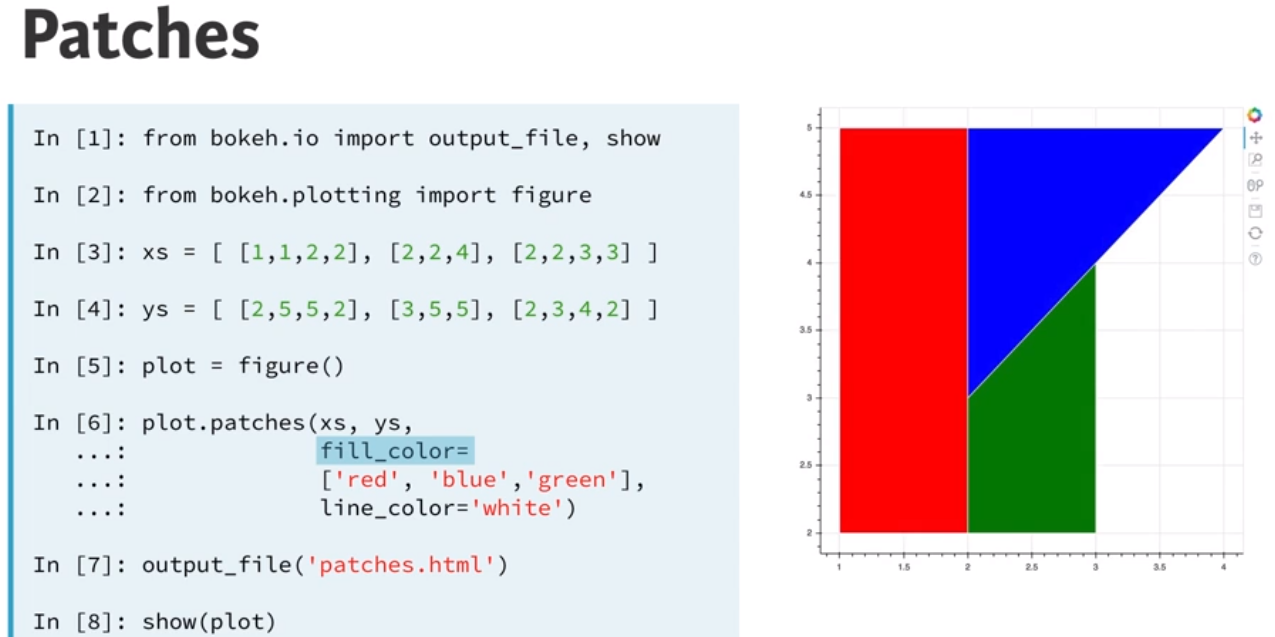 Patches
In [1]: from bokeh.io import output_file, show
In [2]: from bokeh.plotting import figure
In [3]: xs = [ [1,1,2,2], [2,2,4], [2,2,3,3] ]
In [4]: ys = [ [2,5,5,2], [3,5,5], [2,3,4,2] ]
In [5]: plot = figure()
In [6]: plot.patches(xs, ys,
...: fill_color=
...: ['red', 'blue','green'],
...: line_color='white')
In [7]: output_file('patches.html')
In [8]: show(plot)
5
4.5
4
3.5
3
2.5
2
1 1.5 2 2.5 3 3.5 4